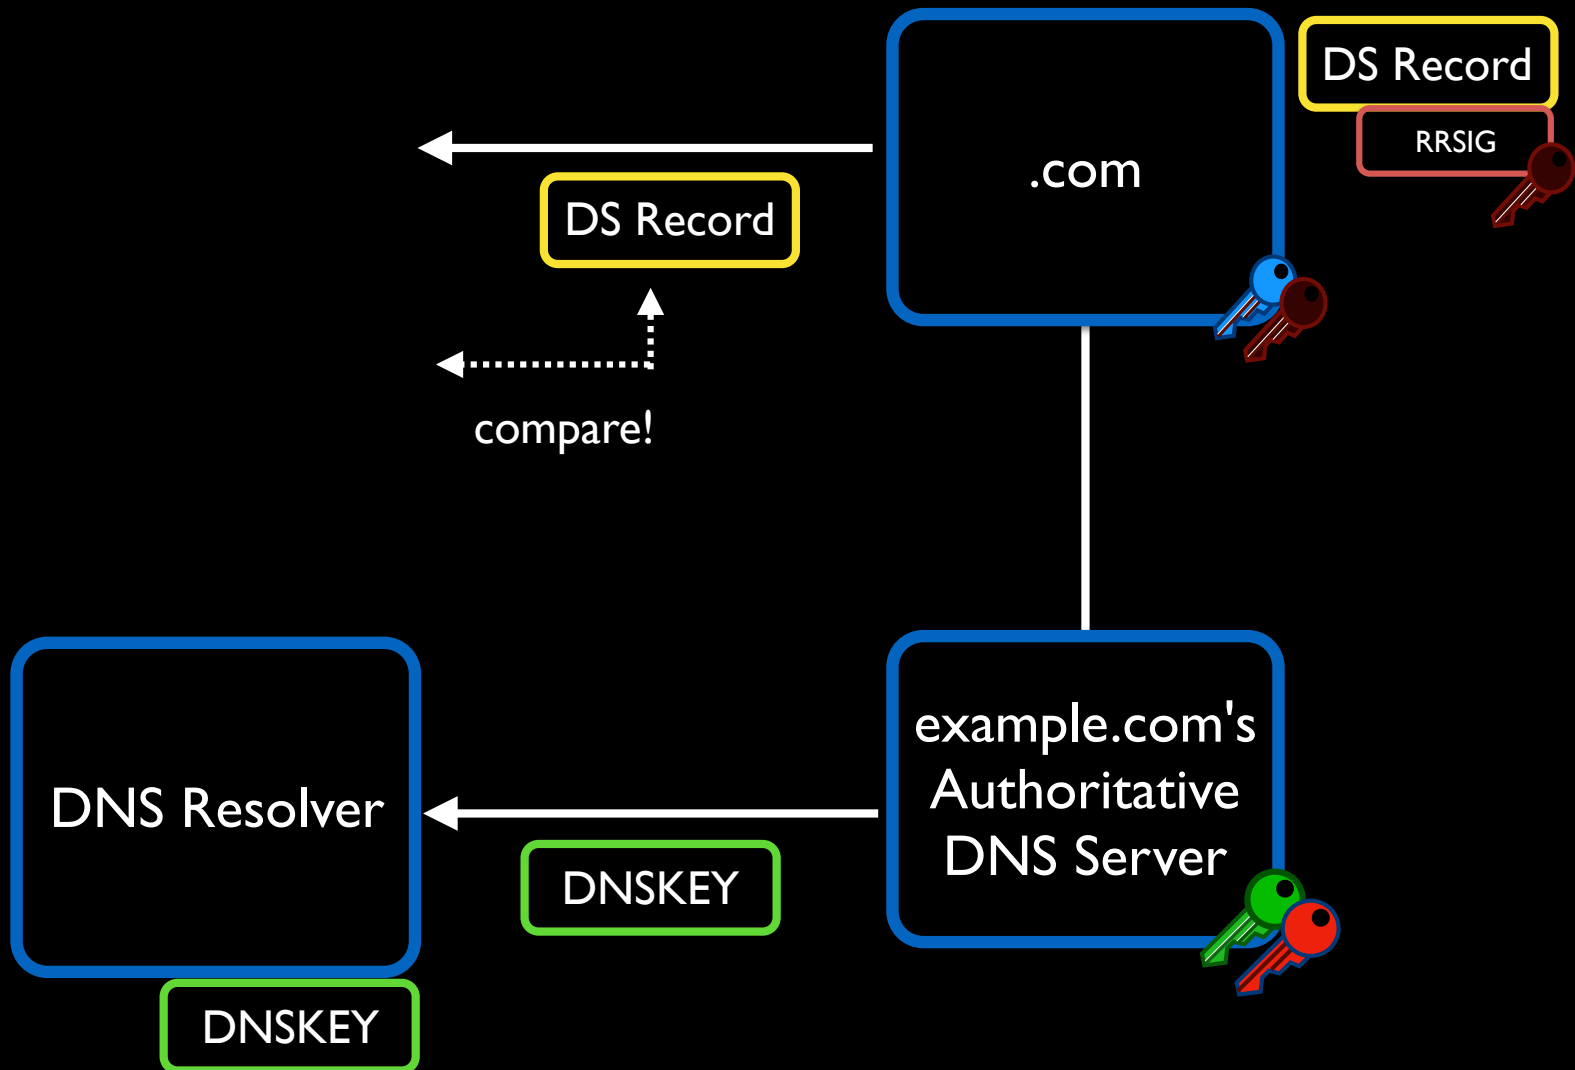 DS Record
RRSIG
.com
DS Record
compare!
example.com's
Authoritative
DNS Server
DNS Resolver
DNSKEY
DNSKEY